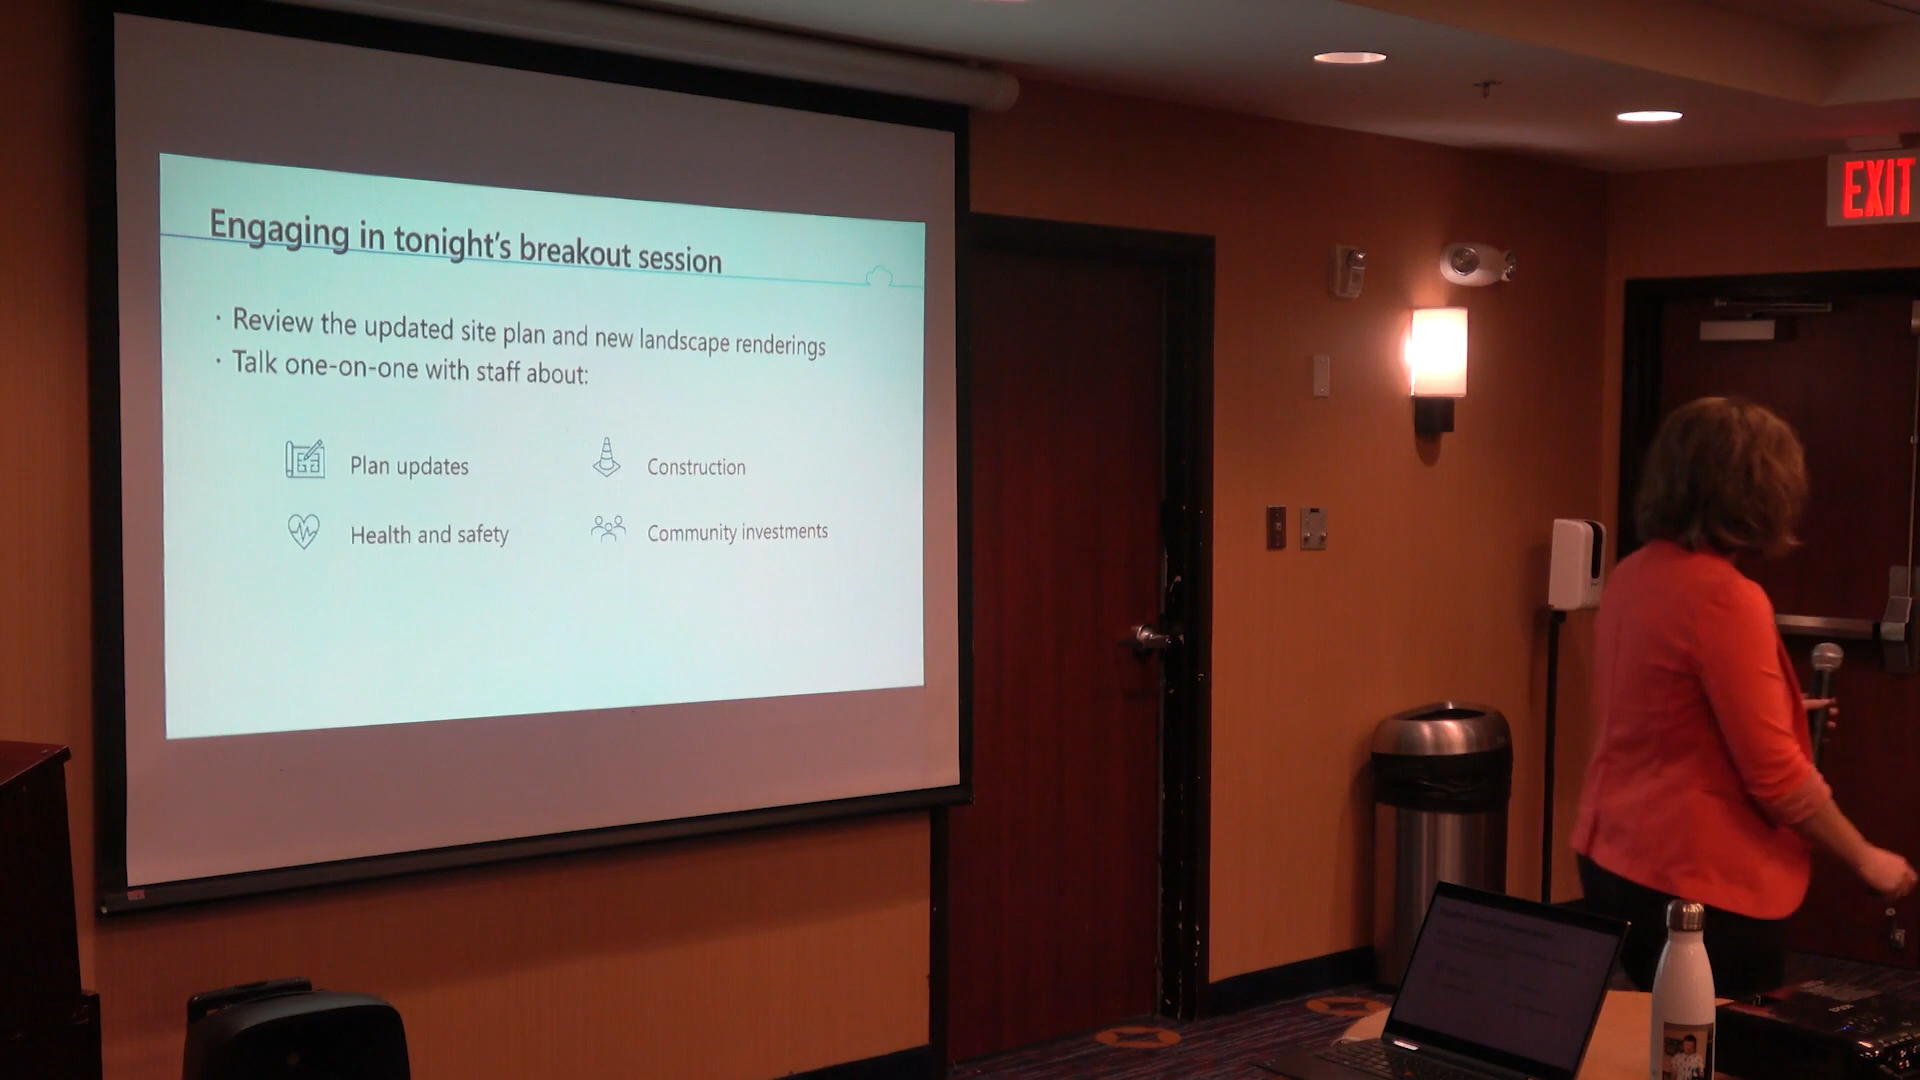 Engaging in tonight's breakout session
· Review the updated site plan and new landscape renderings
· Talk one-on-one with staff about:
Plan updates
Construction
Health and safety
Community investments
EXIT